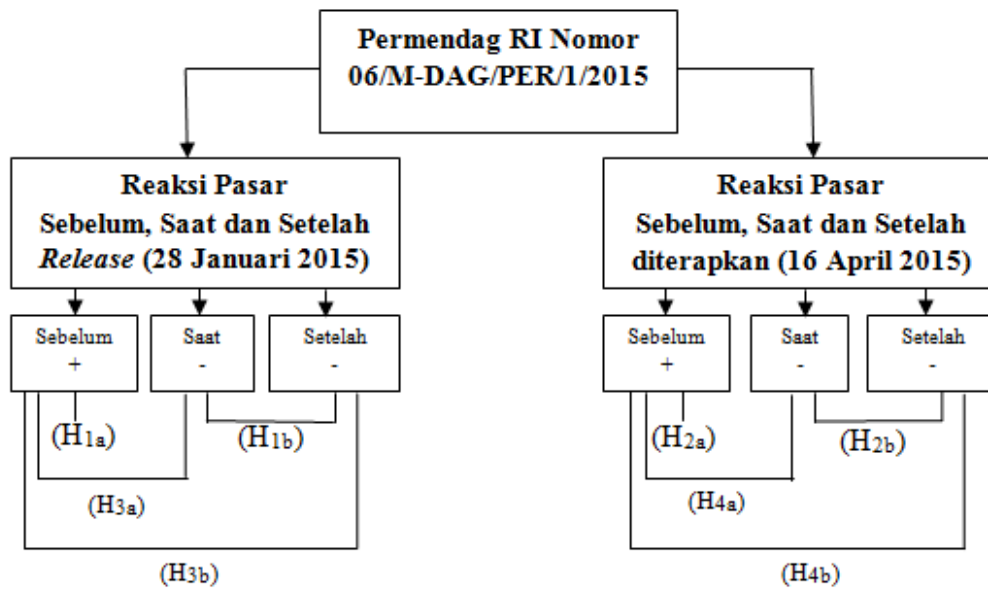 Permendag RI Nomor
06/M-DAG/PER/1/2015
Reaksi Pasar
Sebelum, Saat dan Setelah
Release (28 Januari 2015)
Reaksi Pasar
Sebelum, Saat dan Setelah
diterapkan (16 April 2015)
Sebelum
+
Saat
-
Setelah
-
Sebelum
+
Saat
-
Setelah
-
(H1a)
(H1b)
(H2a)
(H2b)
(H3a)
(H4a)
(H3b)
(H4b)